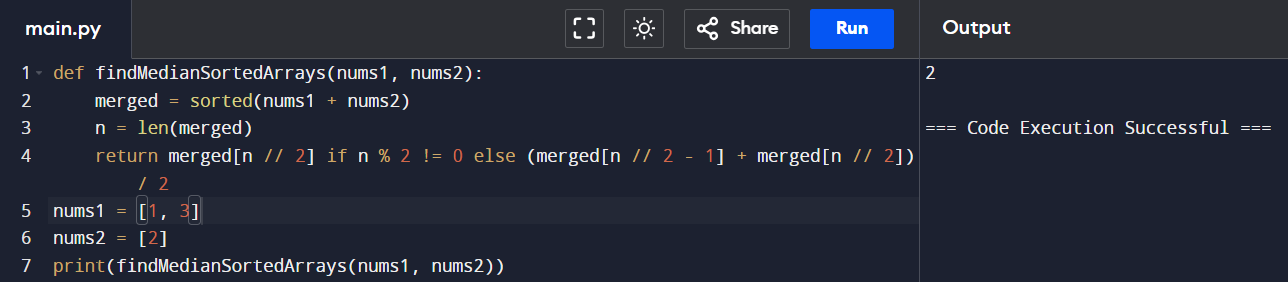 main.py
Share
Run
Output
1 def findMedianSortedArrays(nums1, nums2):
2     merged = sorted(nums1 + nums2)
3     n = len(merged)
4     return merged[n // 2] if n % 2 != 0 else (merged[n // 2 - 1] + merged[n // 2])
        / 2
5 nums1 = [1, 3]
6 nums2 = [2]
7 print(findMedianSortedArrays(nums1, nums2))
2
=== Code Execution Successful ===